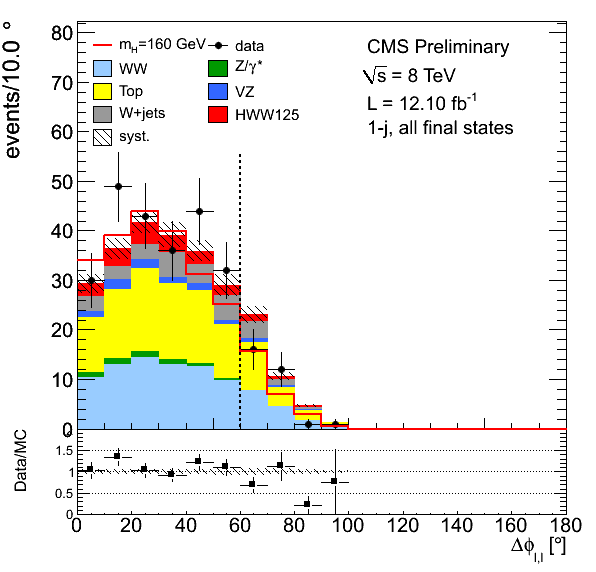 events/10.0 °
80
70
60
50
40
30
20
10
0
m_H=160 GeV
data
WW
Z/γ*
Top
VZ
W+jets
HWW125
syst.
CMS Preliminary
√s = 8 TeV
L = 12.10 fb⁻¹
1-j, all final states
Data/MC
1.5
1
0.5
0
0 20 40 60 80 100 120 140 160 180
Δϕ_l,l [°]